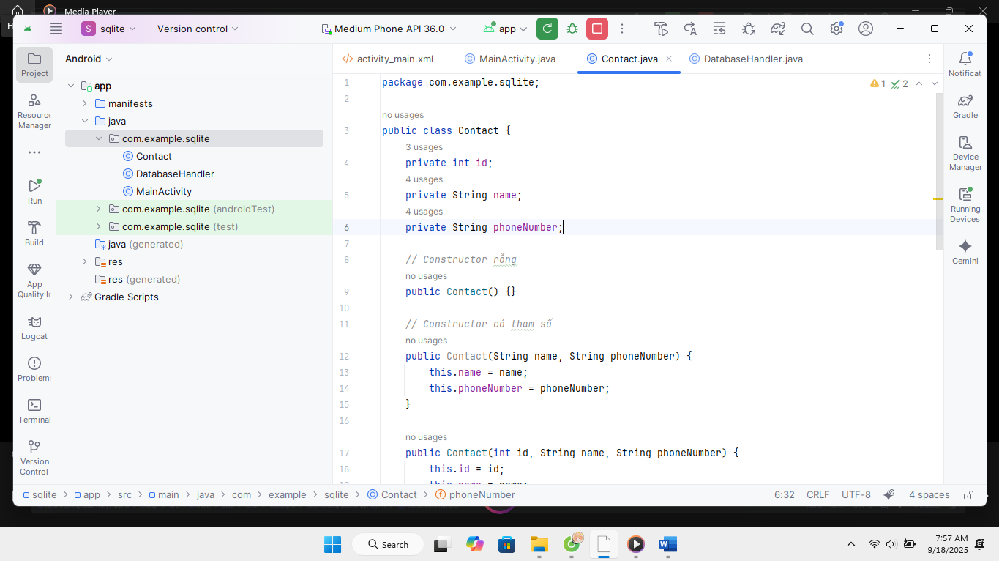 Media Player
S sqlite
Version control
Medium Phone API 36.0
app
Project
Resource
Manager
Run
Build
App
Quality In
Logcat
Problem
Terminal
Version
Control
Android
app
manifests
java
com.example.sqlite
Contact
DatabaseHandler
MainActivity
com.example.sqlite (androidTest)
com.example.sqlite (test)
java (generated)
res
res (generated)
Gradle Scripts
activity_main.xml
MainActivity.java
Contact.java
DatabaseHandler.java
1 package com.example.sqlite;
1 2
2
no usages
3 public class Contact {
3 usages
4 private int id;
4 usages
5 private String name;
4 usages
6 private String phoneNumber;
7
8 // Constructor rỗng
no usages
9 public Contact() {}
10
11 // Constructor có tham số
no usages
12 public Contact(String name, String phoneNumber) {
13 this.name = name;
14 this.phoneNumber = phoneNumber;
15 }
16
no usages
17 public Contact(int id, String name, String phoneNumber) {
18 this.id = id;
Notificat
Gradle
Device
Manager
Running
Devices
Gemini
sqlite > app > src > main > java > com > example > sqlite > Contact > phoneNumber
6:32 CRLF UTF-8 4 spaces
Search
7:57 AM
9/18/2025